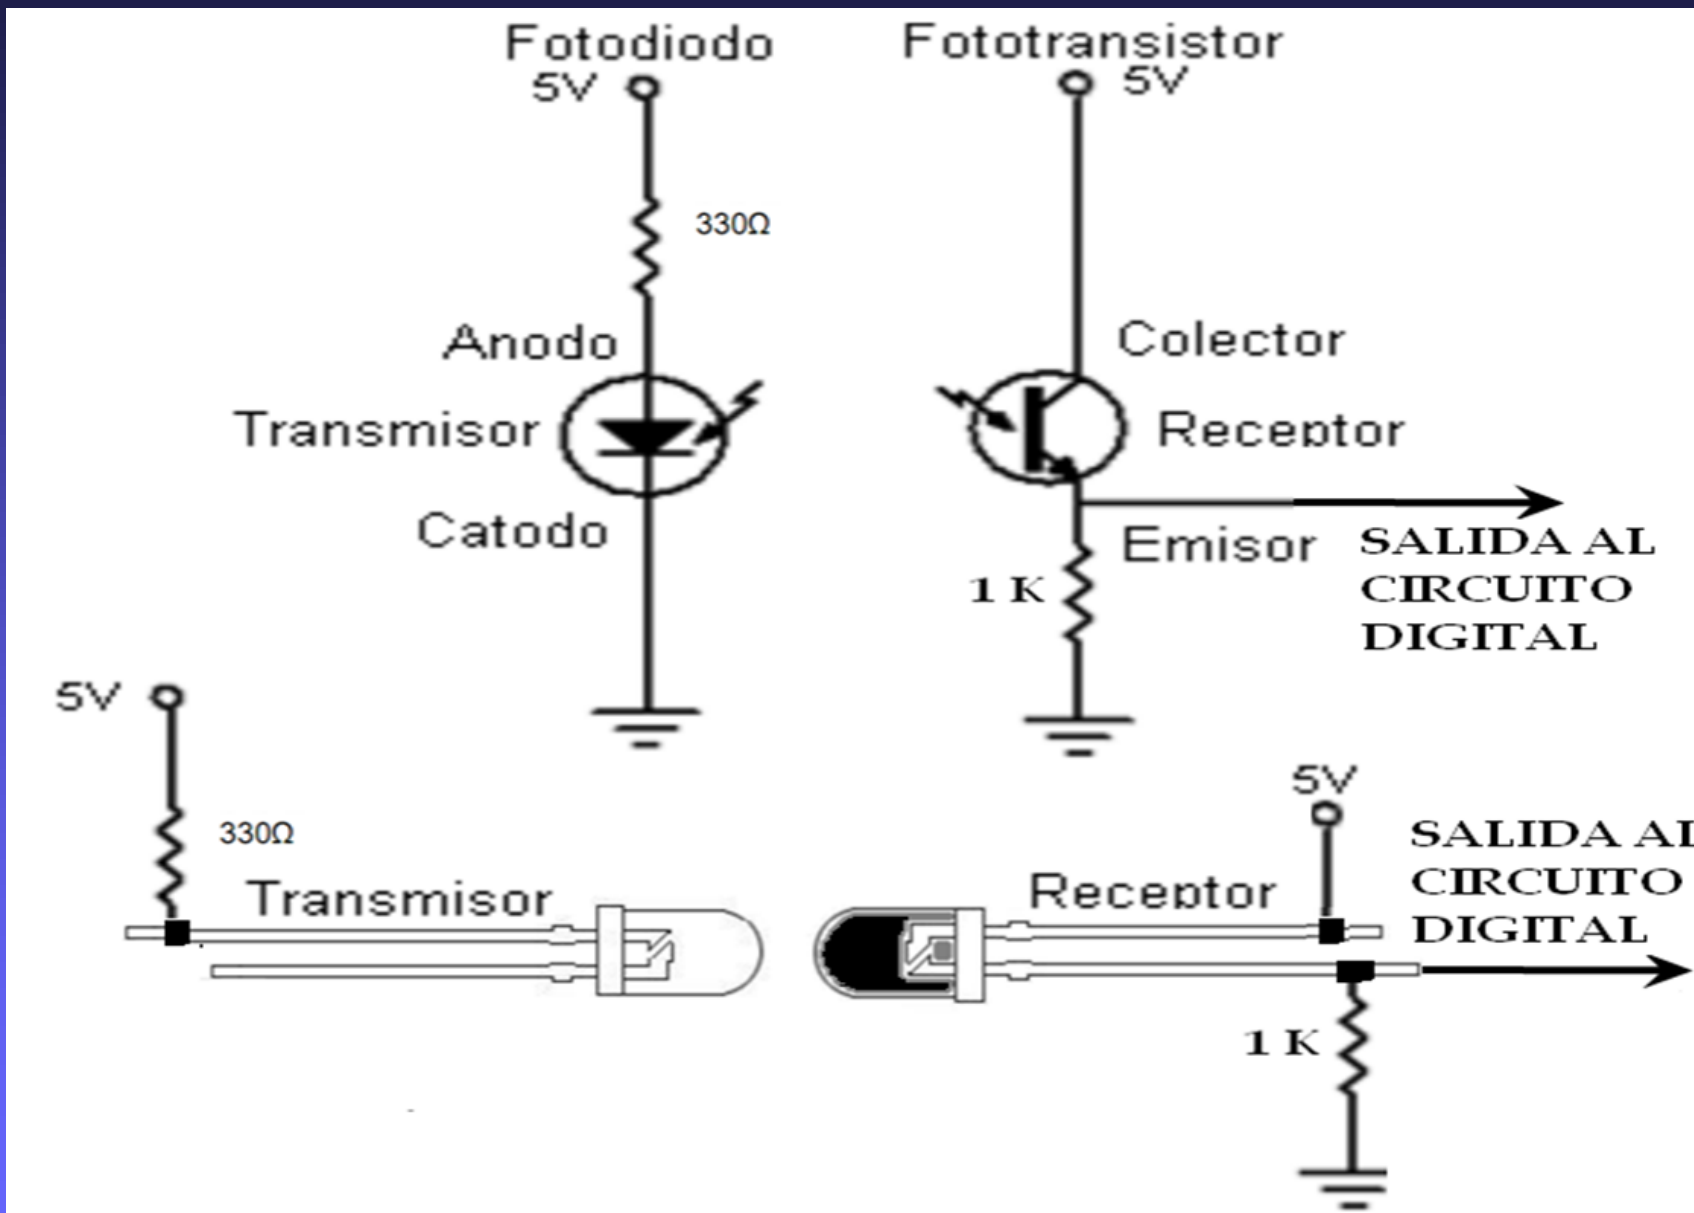 Fotodiodo
5V
330Ω
Anodo
Transmisor
Catodo
Fototransistor
5V
Colector
Receptor
Emisor
1 K
SALIDA AL
CIRCUITO
DIGITAL
5V
330Ω
Transmisor
Receptor
5V
SALIDA AL
CIRCUITO
DIGITAL
1 K